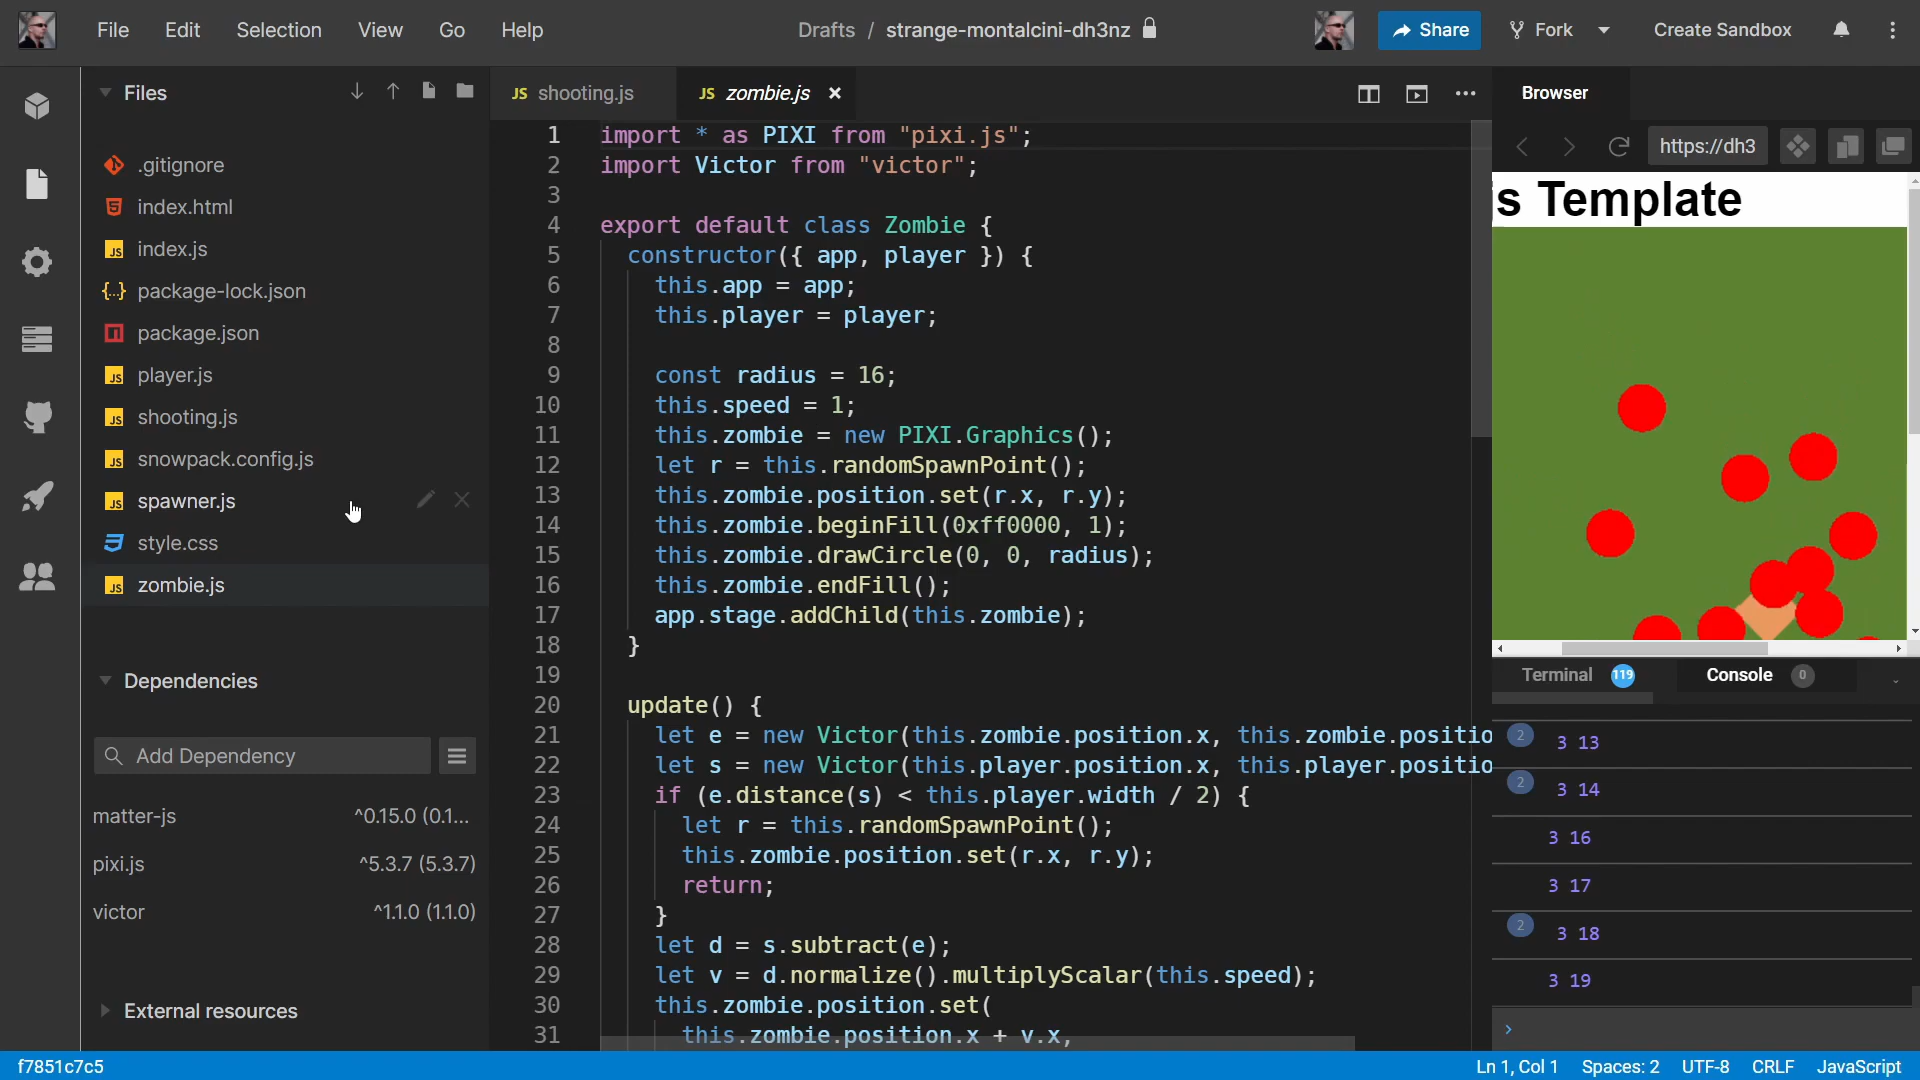 File Edit Selection View Go Help
Drafts / strange-montalcini-dh3nz
Share Fork Create Sandbox
Files
.gitignore
index.html
index.js
package-lock.json
package.json
player.js
shooting.js
snowpack.config.js
spawner.js
style.css
zombie.js
Dependencies
Add Dependency
matter-js ^0.15.0 (0.1...
pixi.js ^5.3.7 (5.3.7)
victor ^1.1.0 (1.1.0)
External resources
JS shooting.js JS zombie.js
1 import * as PIXI from "pixi.js";
2 import Victor from "victor";
3
4 export default class Zombie {
5 constructor({ app, player }) {
6 this.app = app;
7 this.player = player;
8
9 const radius = 16;
10 this.speed = 1;
11 this.zombie = new PIXI.Graphics();
12 let r = this.randomSpawnPoint();
13 this.zombie.position.set(r.x, r.y);
14 this.zombie.beginFill(0xff0000, 1);
15 this.zombie.drawCircle(0, 0, radius);
16 this.zombie.endFill();
17 app.stage.addChild(this.zombie);
18 }
19
20 update() {
21 let e = new Victor(this.zombie.position.x, this.zombie.positio
22 let s = new Victor(this.player.position.x, this.player.positio
23 if (e.distance(s) < this.player.width / 2) {
24 let r = this.randomSpawnPoint();
25 this.zombie.position.set(r.x, r.y);
26 return;
27 }
28 let d = s.subtract(e);
29 let v = d.normalize().multiplyScalar(this.speed);
30 this.zombie.position.set(
31 this.zombie.position.x + v.x,
Browser
https://dh3
s Template
Terminal 119 Console 0
2 3 13
2 3 14
3 16
3 17
2 3 18
3 19
f7851c7c5
Ln 1, Col 1 Spaces: 2 UTF-8 CRLF JavaScript